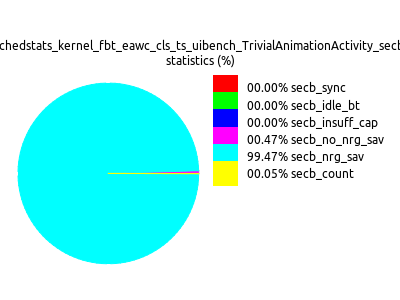 chedstats_kernel_fbt_eawc_cls_ts_uibench_TrivialAnimationActivity_secb
statistics (%)
00.00% secb_sync
00.00% secb_idle_bt
00.00% secb_insuff_cap
00.47% secb_no_nrg_sav
99.47% secb_nrg_sav
00.05% secb_count